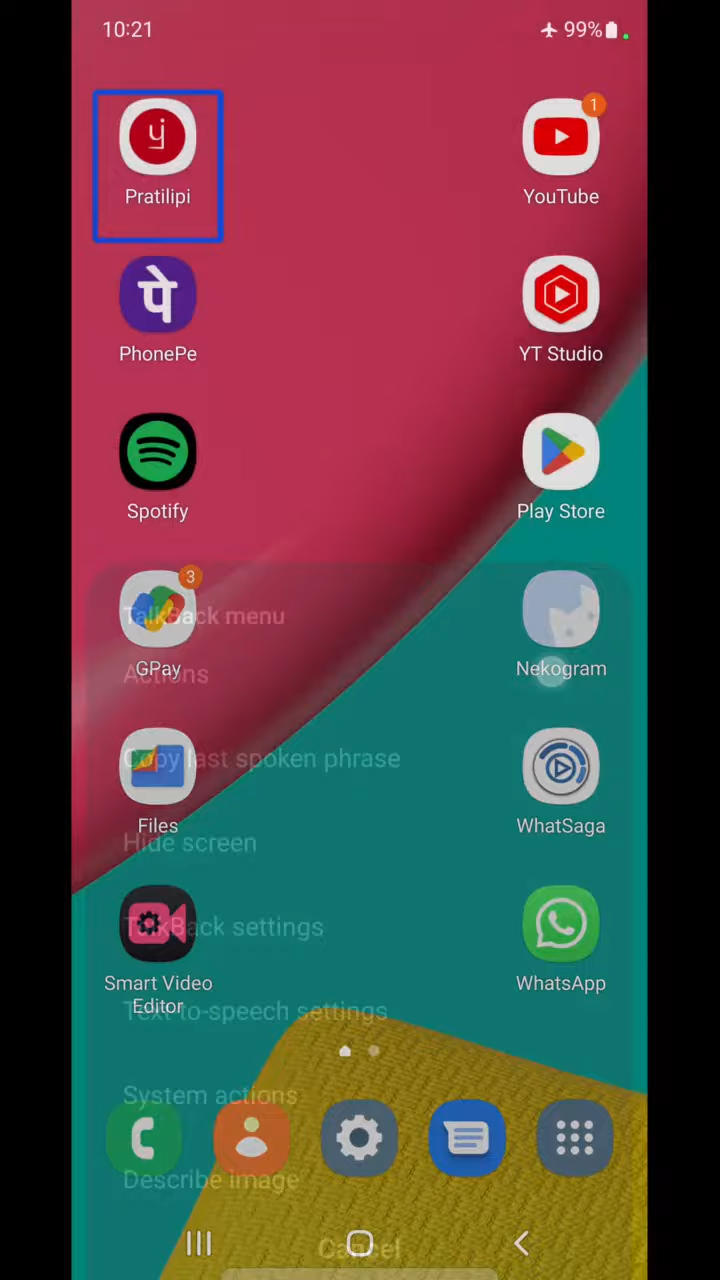 10:21
99%
1
Pratilipi
YouTube
पे
PhonePe
YT Studio
Spotify
Play Store
3
TalkBack menu
GPay
Nekogram
Actions
Copy last spoken phrase
Files
WhatSaga
Hide screen
TalkBack settings
Smart Video
Editor
WhatsApp
Text-to-speech settings
System actions
Describe image
Cancel